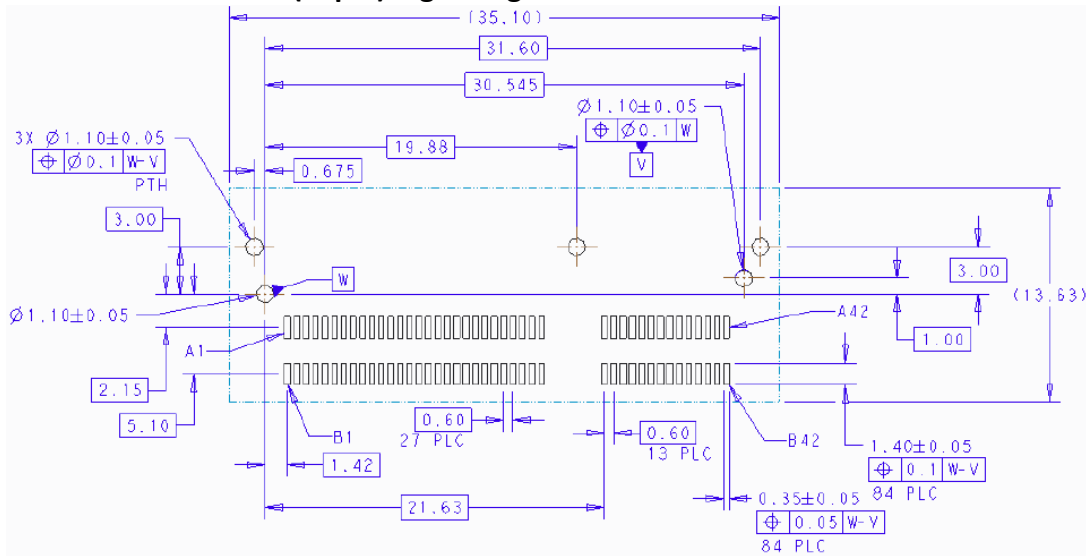 (35.10)
31.60
30.545
Ø1.10±0.05
⌖ Ø0.1 W
V
3X Ø1.10±0.05
⌖ Ø0.1 W-V
PTH
19.88
0.675
3.00
W
Ø1.10±0.05
3.00
(13.63)
1.00
A1
A42
2.15
5.10
B1
0.60
27 PLC
0.60
13 PLC
B42
1.42
1.40±0.05
⌖ 0.1 W-V
84 PLC
21.63
0.35±0.05
⌖ 0.05 W-V
84 PLC